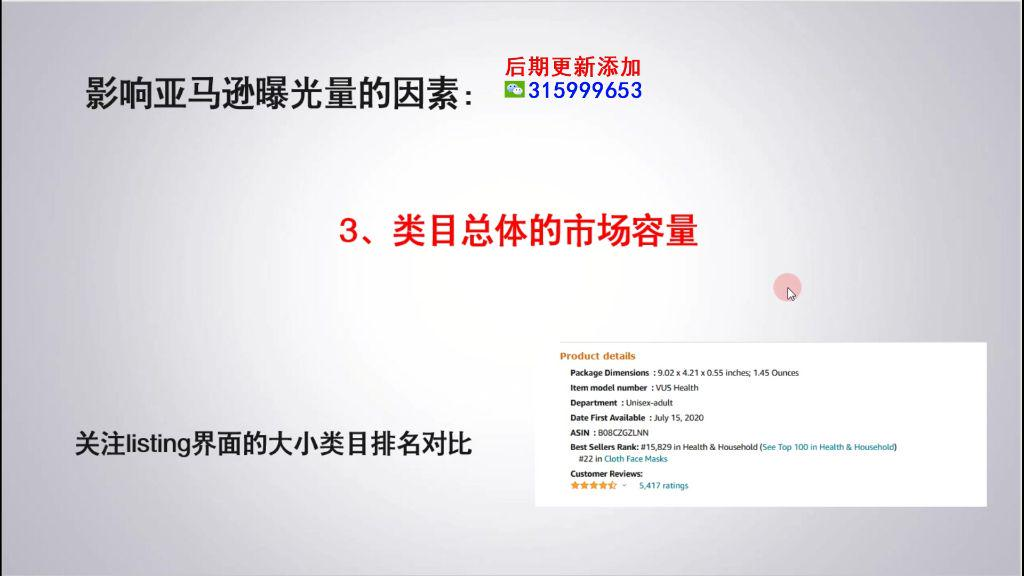 影响亚马逊曝光量的因素：
后期更新添加
315999653
3、类目总体的市场容量
关注listing界面的大小类目排名对比
Product details
Package Dimensions : 9.02 x 4.21 x 0.55 inches; 1.45 Ounces
Item model number : VUS Health
Department : Unisex-adult
Date First Available : July 15, 2020
ASIN : B08CZGZLNN
Best Sellers Rank: #15,829 in Health & Household (See Top 100 in Health & Household)
#22 in Cloth Face Masks
Customer Reviews:
5,417 ratings